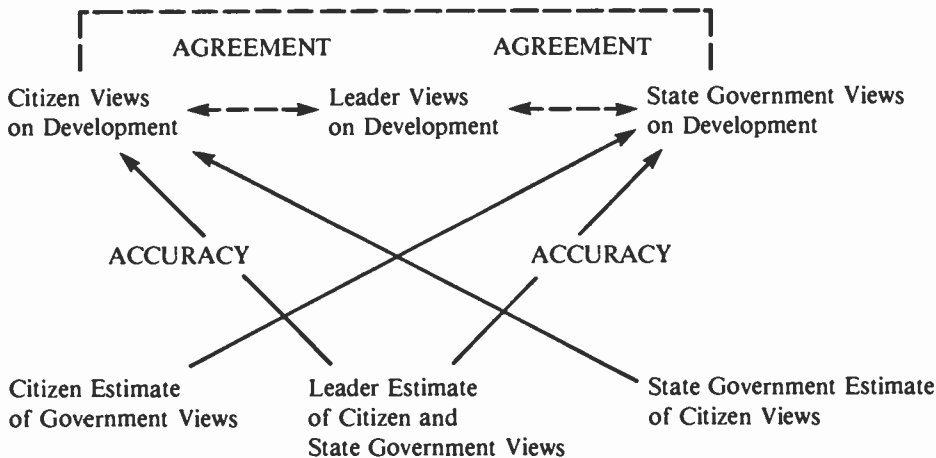 AGREEMENT AGREEMENT
Citizen Views
on Development
Leader Views
on Development
State Government Views
on Development
ACCURACY ACCURACY
Citizen Estimate
of Government Views
Leader Estimate
of Citizen and
State Government Views
State Government Estimate
of Citizen Views